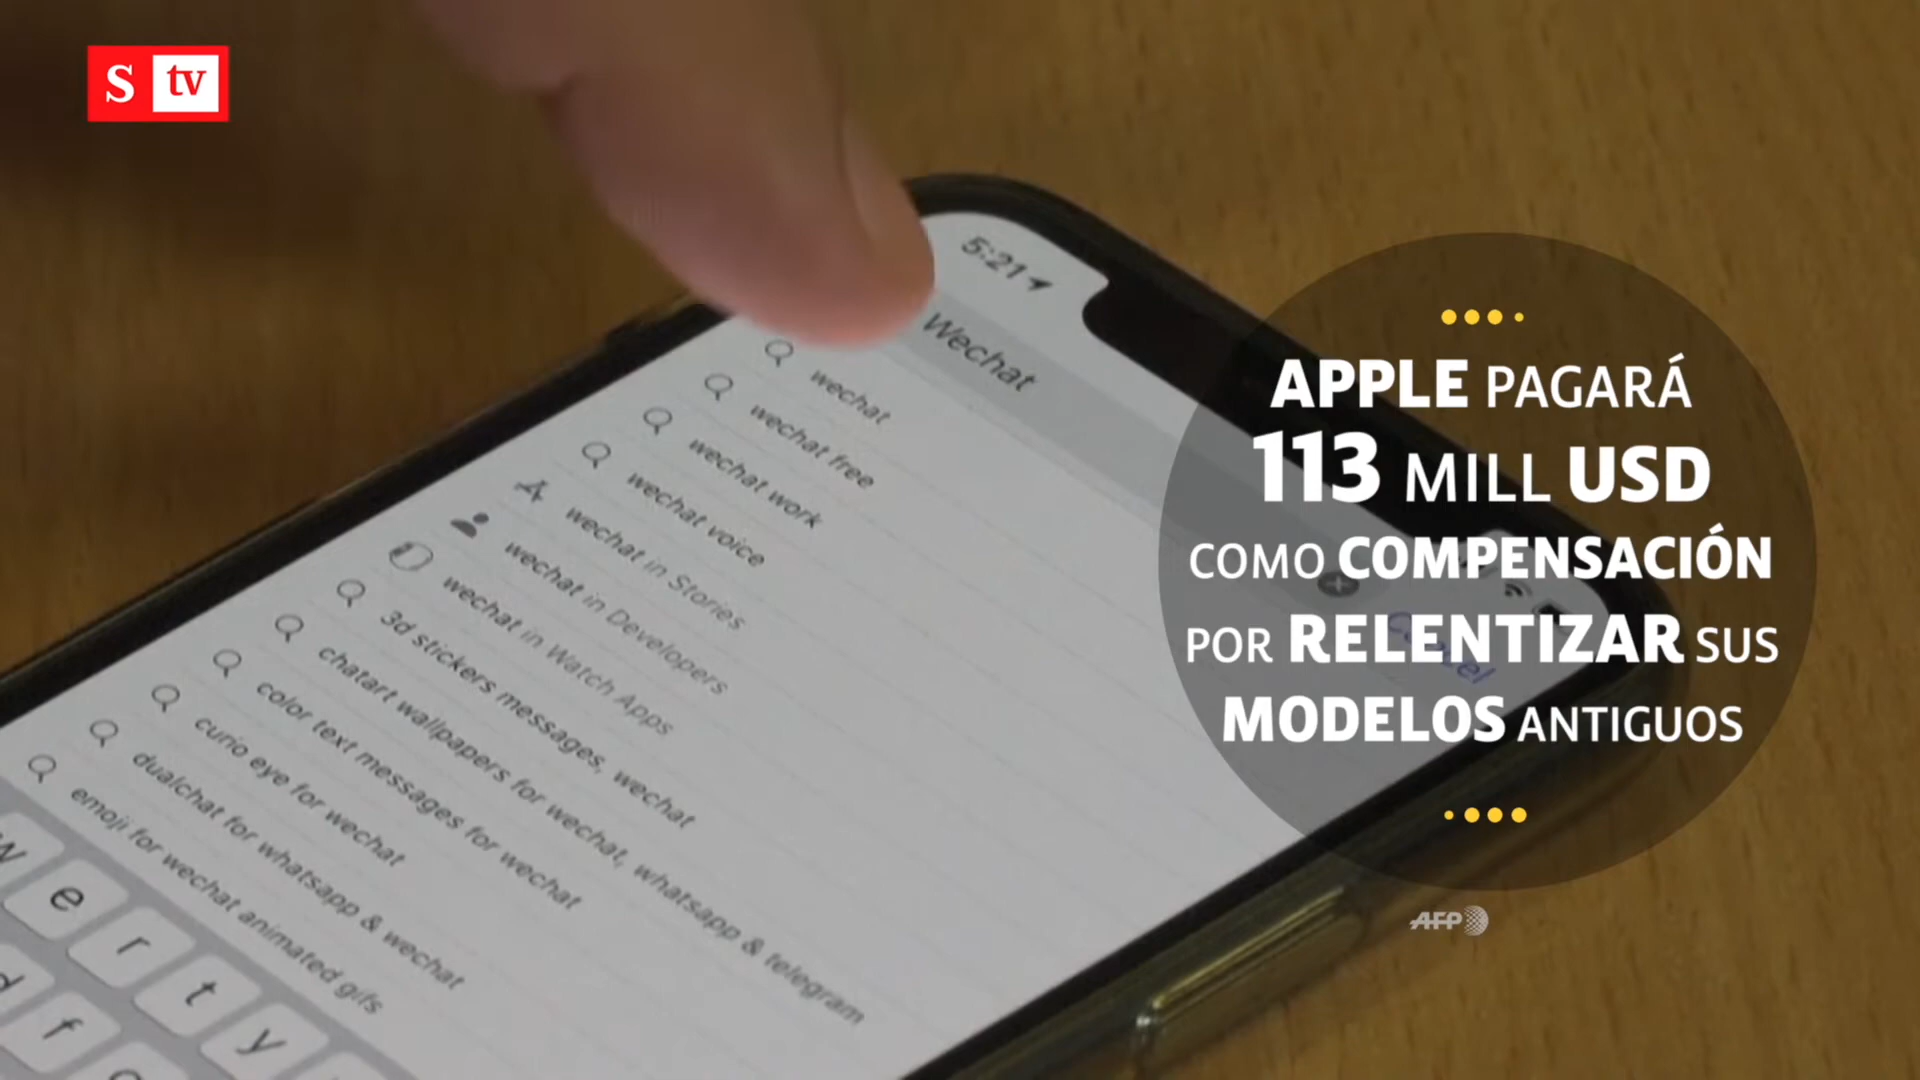 S tv
5:21
Wechat
Cancel
wechat
wechat free
wechat work
wechat voice
wechat in Stories
wechat in Developers
wechat in Watch Apps
3d stickers messages, wechat
chatart wallpapers for wechat, whatsapp & telegram
color text messages for wechat
curio eye for wechat
dualchat for whatsapp & wechat
emoji for wechat animated gifs
w e r t y
d f
APPLE PAGARÁ
113 MILL USD
COMO COMPENSACIÓN
POR RELENTIZAR SUS
MODELOS ANTIGUOS
AFP